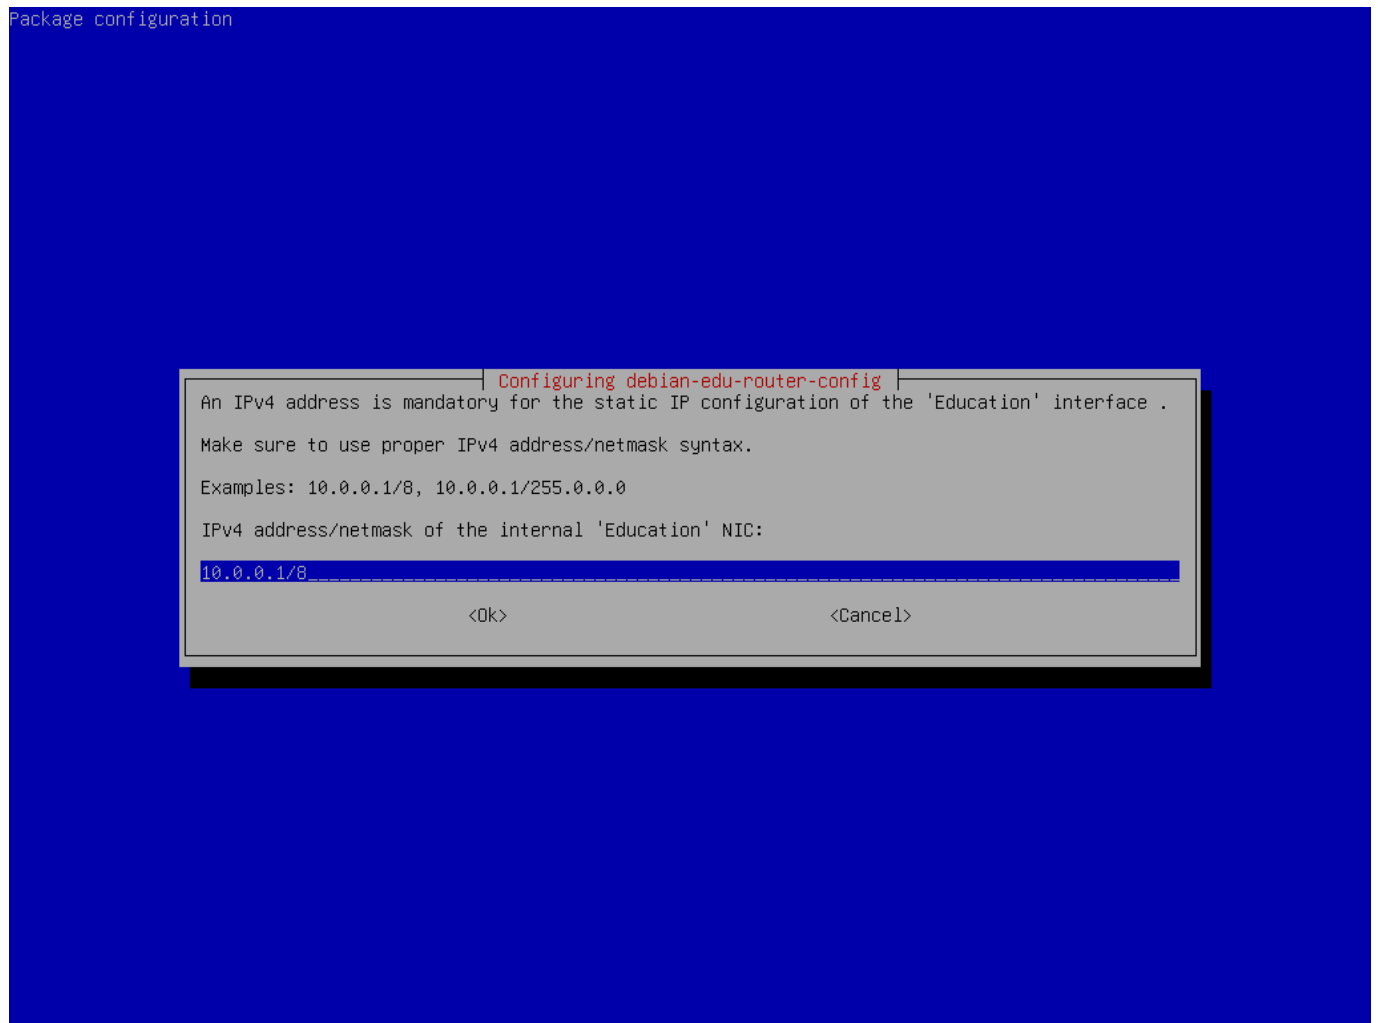 Package configuration
Configuring debian-edu-router-config
An IPv4 address is mandatory for the static IP configuration of the 'Education' interface .
Make sure to use proper IPv4 address/netmask syntax.
Examples: 10.0.0.1/8, 10.0.0.1/255.0.0.0
IPv4 address/netmask of the internal 'Education' NIC:
10.0.0.1/8
<Ok> <Cancel>